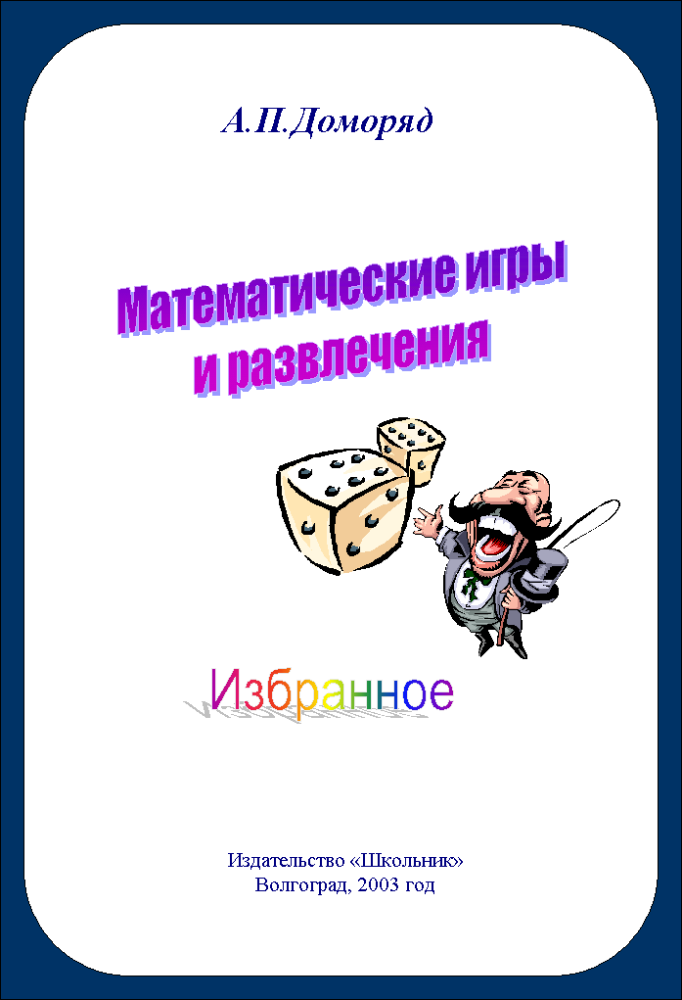 А.П.Доморяд
Математические игры
и развлечения
Избранное
Издательство «Школьник»
Волгоград, 2003 год